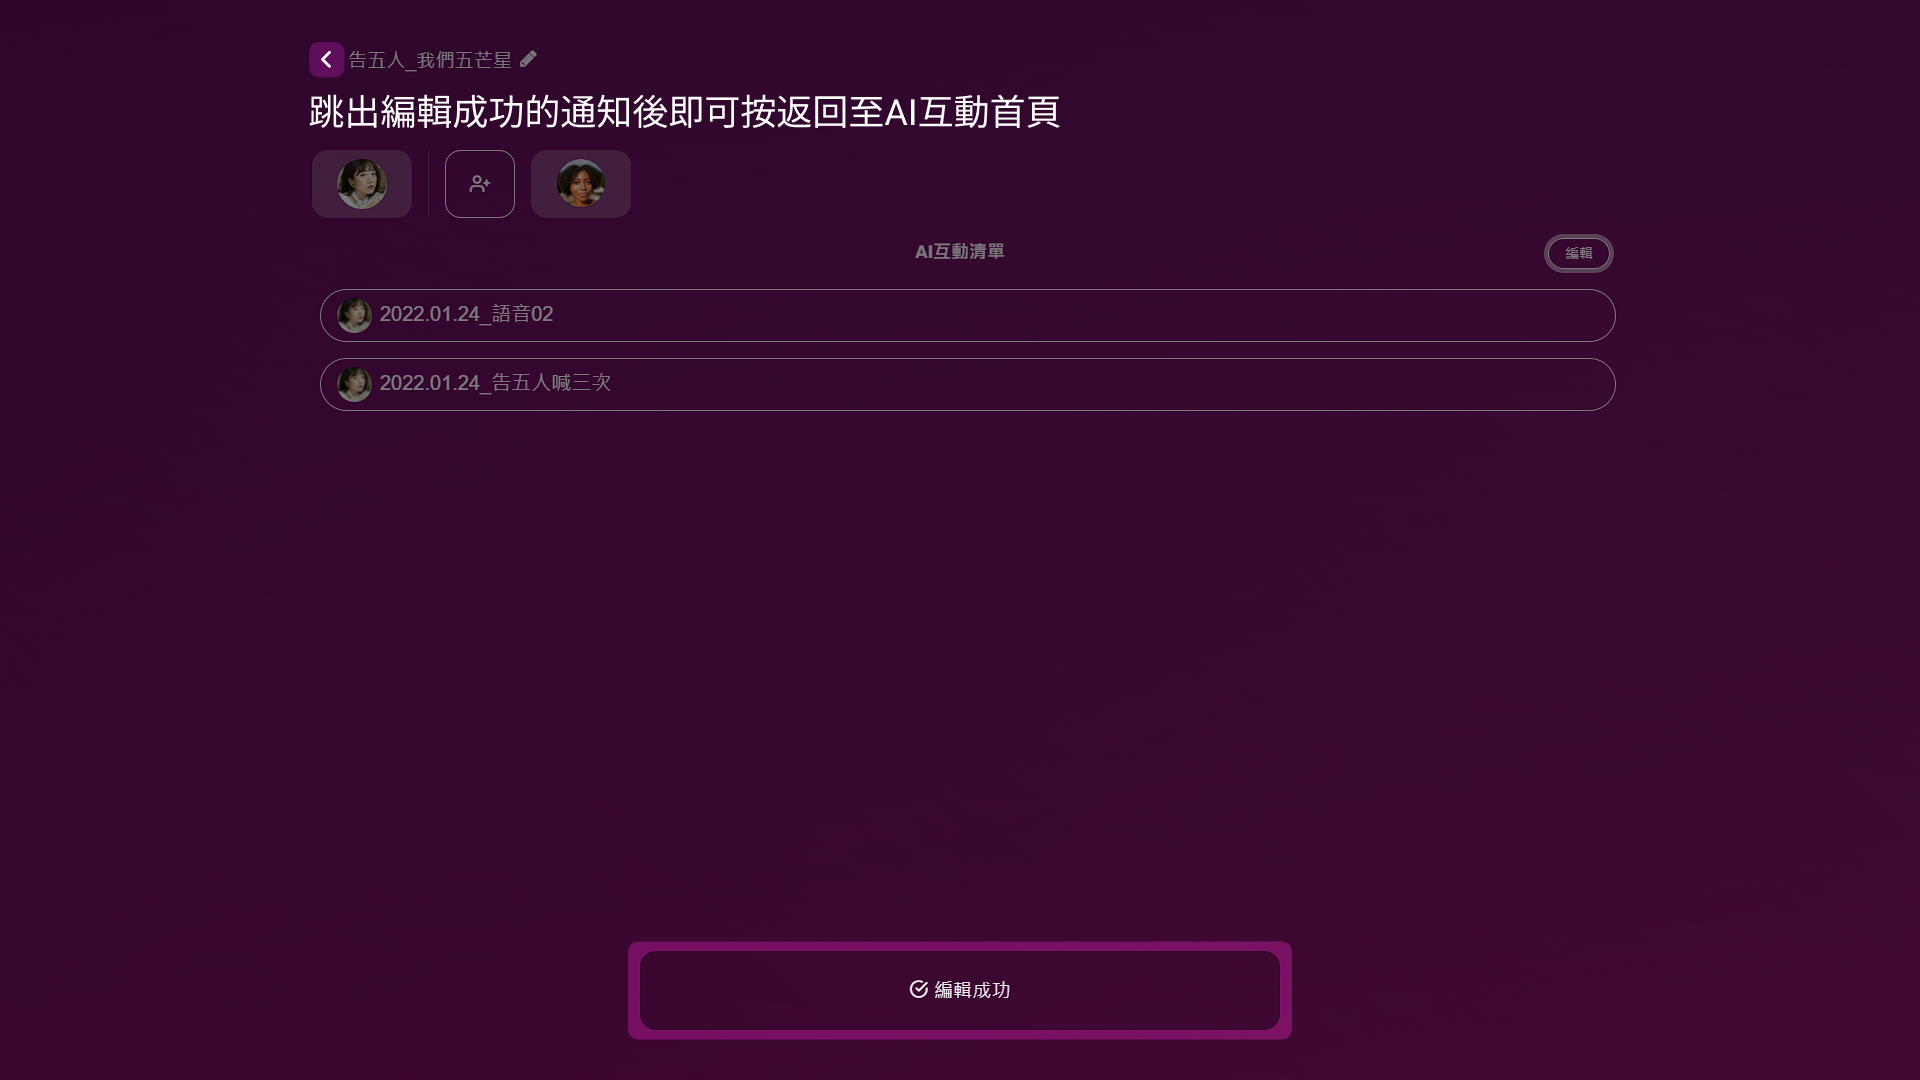 告五人_我們五芒星
跳出編輯成功的通知後即可按返回至AI互動首頁
AI互動清單
編輯
2022.01.24_語音02
2022.01.24_告五人喊三次
編輯成功